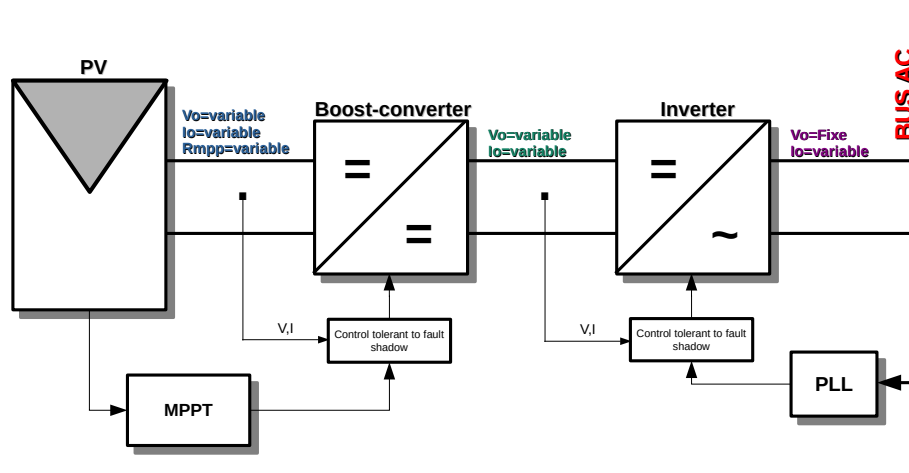 PV
Boost-converter
Inverter
BUS AC
Vo=variable
Io=variable
Rmpp=variable
Vo=variable
Io=variable
Vo=Fixe
Io=variable
=
=
=
~
V,I
Control tolerant to fault
shadow
V,I
Control tolerant to fault
shadow
MPPT
PLL